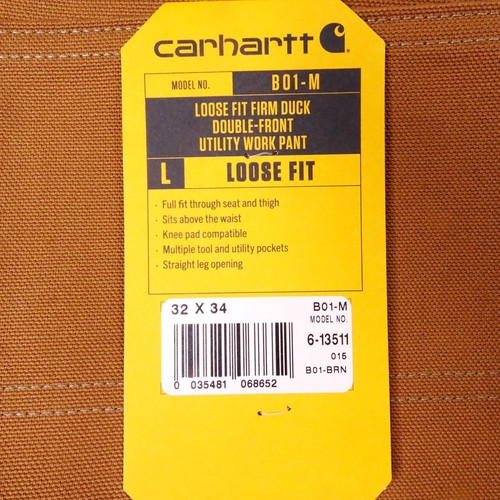 carhartt
MODEL NO. B01-M
LOOSE FIT FIRM DUCK
DOUBLE-FRONT
UTILITY WORK PANT
L LOOSE FIT
· Full fit through seat and thigh
· Sits above the waist
· Knee pad compatible
· Multiple tool and utility pockets
· Straight leg opening
32 X 34 B01-M
MODEL NO.
6-13511
015
B01-BRN
0 035481 068652